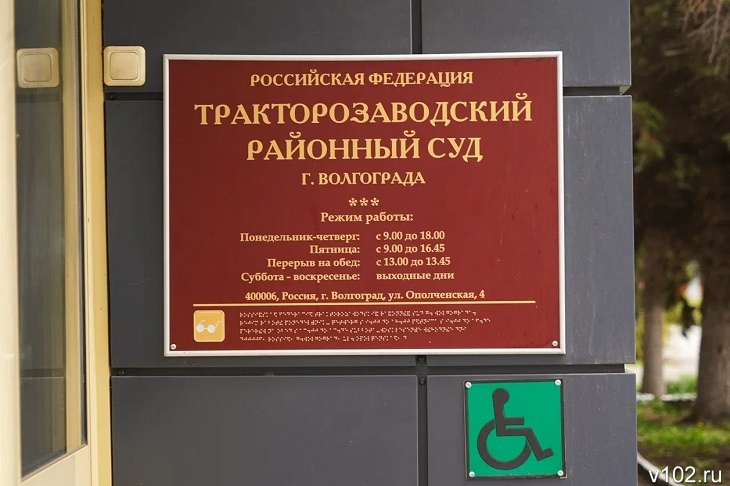 РОССИЙСКАЯ ФЕДЕРАЦИЯ
ТРАКТОРОЗАВОДСКИЙ
РАЙОННЫЙ СУД
Г. ВОЛГОГРАДА
***
Режим работы:
Понедельник-четверг: с 9.00 до 18.00
Пятница: с 9.00 до 16.45
Перерыв на обед: с 13.00 до 13.45
Суббота - воскресенье: выходные дни
400006, Россия, г. Волгоград, ул. Ополченская, 4
v102.ru